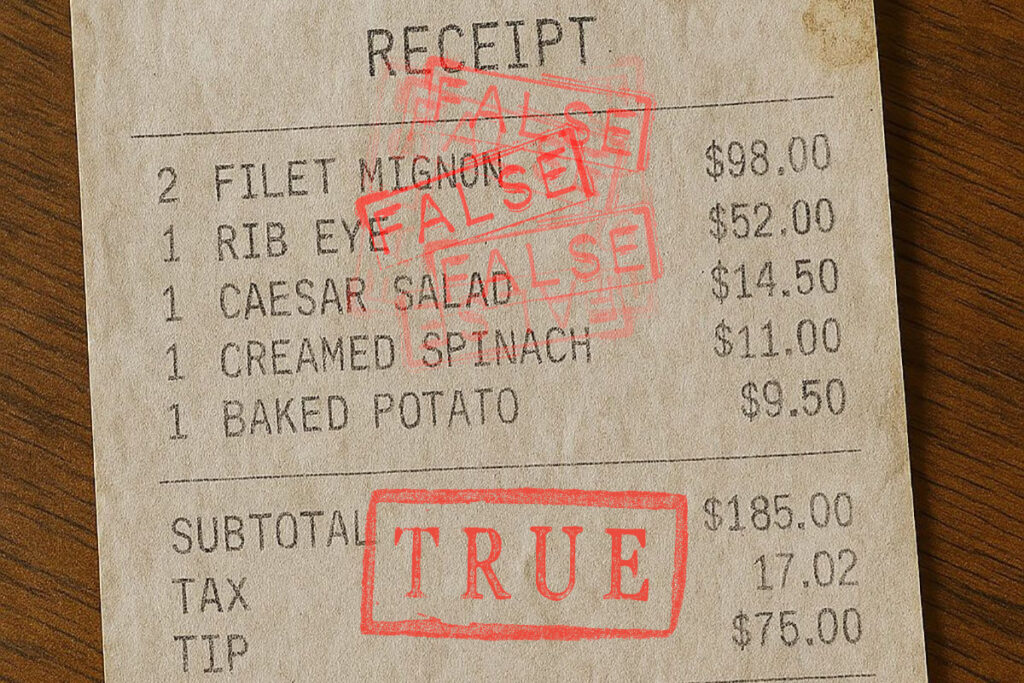 RECEIPT
FALSE
2 FILET MIGNON $98.00
FALSE
1 RIB EYE $52.00
FALSE
1 CAESAR SALAD $14.50
1 CREAMED SPINACH $11.00
1 BAKED POTATO $9.50
SUBTOTAL $185.00
TRUE
TAX 17.02
TIP $75.00